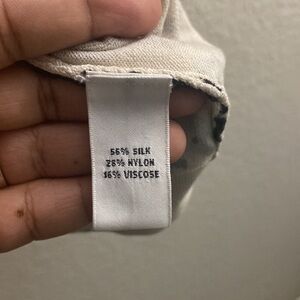 56% SILK
28% NYLON
16% VISCOSE